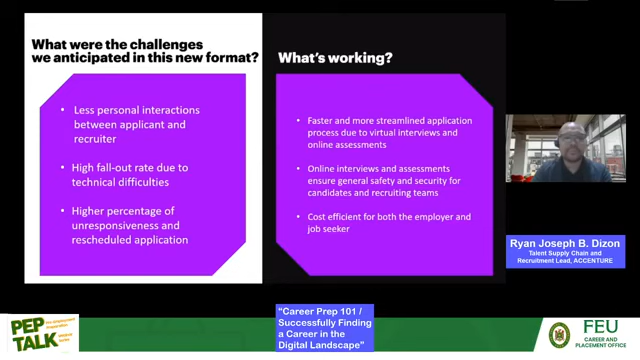 What were the challenges
we anticipated in this new format?
• Less personal interactions
between applicant and
recruiter
• High fall-out rate due to
technical difficulties
• Higher percentage of
unresponsiveness and
rescheduled application
What's working?
• Faster and more streamlined application
process due to virtual interviews and
online assessments
• Online interviews and assessments
ensure general safety and security for
candidates and recruiting teams
• Cost efficient for both the employer and
job seeker
Ryan Joseph B. Dizon
Talent Supply Chain and
Recruitment Lead, ACCENTURE
PEP
TALK
"Career Prep 101 /
Successfully Finding
a Career in the
Digital Landscape"
FEU
CAREER AND
PLACEMENT OFFICE